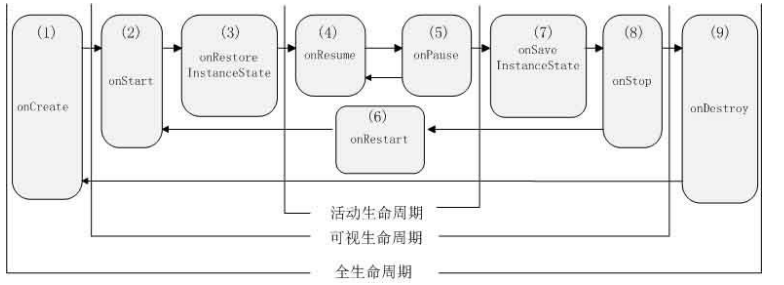 (1)
onCreate
(2)
onStart
(3)
onRestore
InstanceState
(4)
onResume
(5)
onPause
(6)
onRestart
(7)
onSave
InstanceState
(8)
onStop
(9)
onDestroy
活动生命周期
可视生命周期
全生命周期